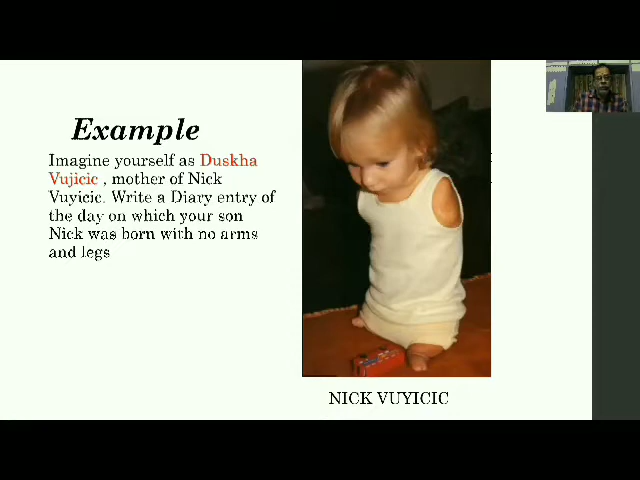 Example
Imagine yourself as Duskha
Vujicic , mother of Nick
Vuyicic. Write a Diary entry of
the day on which your son
Nick was born with no arms
and legs
NICK VUYICIC